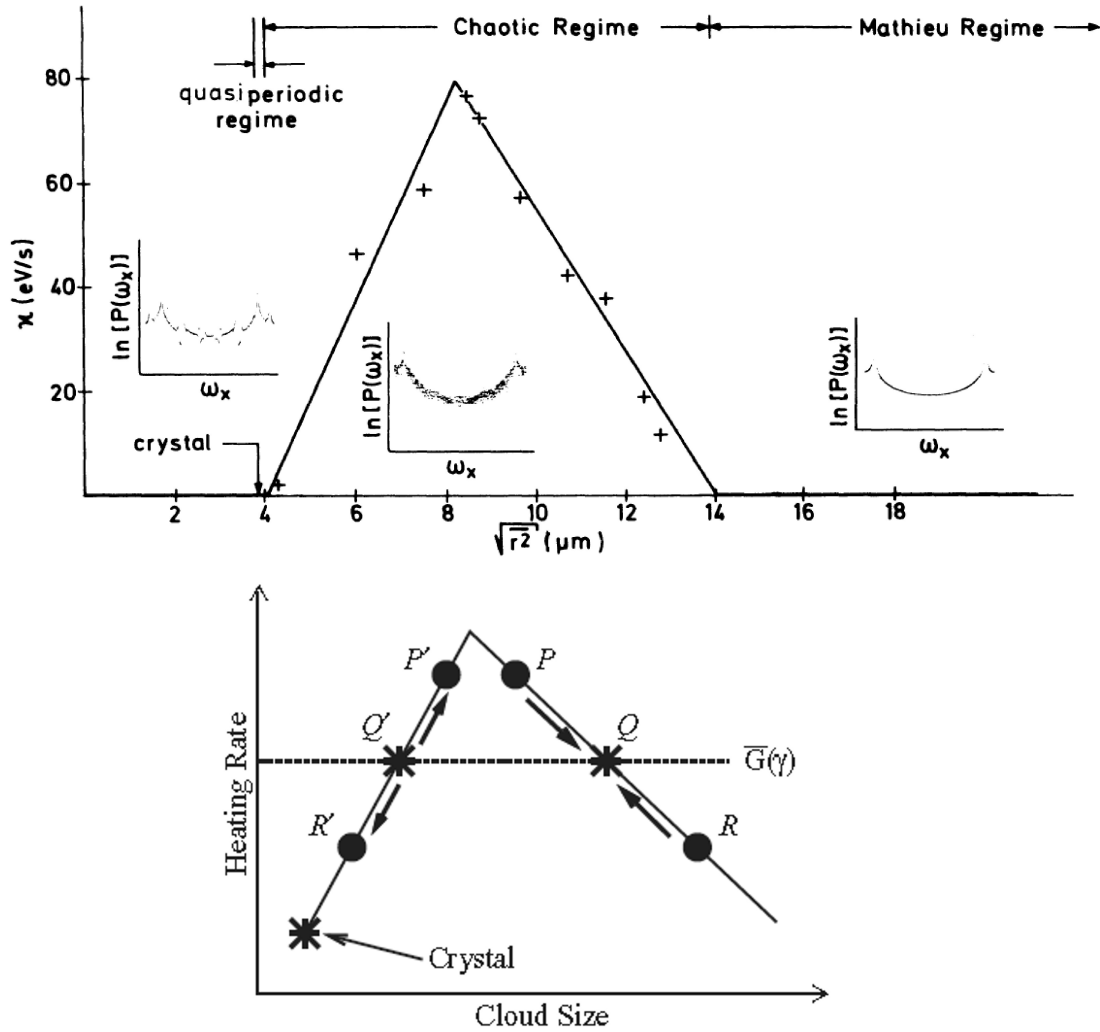 Chaotic Regime
Mathieu Regime
quasiperiodic
regime
80
60
40
20
ϰ (eV/s)
ln [P(ωₓ)]
ωₓ
ln [P(ωₓ)]
ωₓ
ln [P(ωₓ)]
ωₓ
crystal
2 4 6 8 10 12 14 16 18
√r̅² (μm)
P′ P
Q′ Q
G̅(γ)
R′ R
Heating Rate
Crystal
Cloud Size